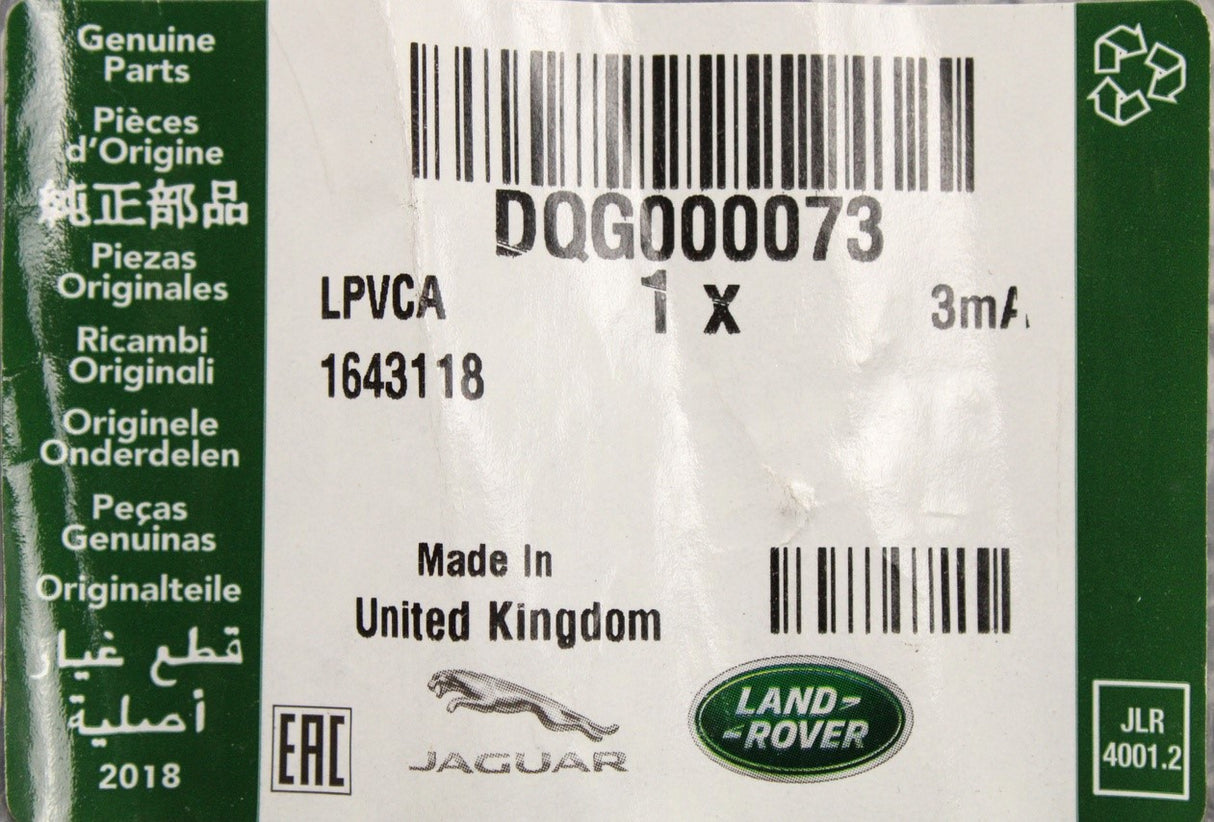 Genuine
Parts
Pièces
d'Origine
純正部品
Piezas
Originales
Ricambi
Originali
Originele
Onderdelen
Peças
Genuinas
Originalteile
قطع غيار
أصلية
2018
DQG000073
LPVCA
1 X
3mA
1643118
Made In
United Kingdom
EAC
JAGUAR
LAND-
-ROVER
JLR
4001.2